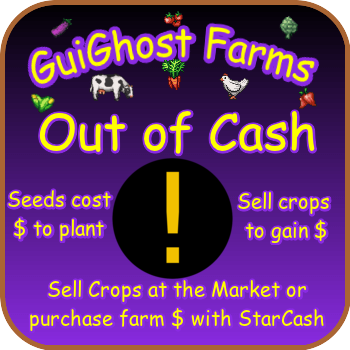 GuiGhost Farms
Out of Cash
Seeds cost
$ to plant
!
Sell crops
to gain $
Sell Crops at the Market or
purchase farm $ with StarCash